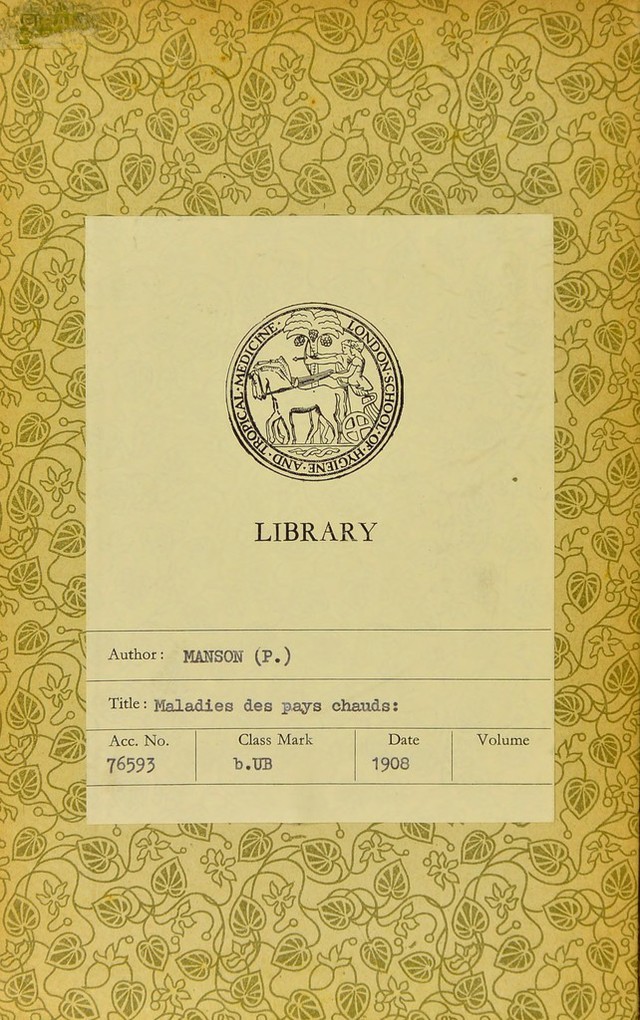 LONDON·SCHOOL·OF·HYGIENE·AND·TROPICAL·MEDICINE·
LIBRARY
Author: MANSON (P.)
Title: Maladies des pays chauds:
Acc. No. Class Mark Date Volume
76593 b.UB 1908